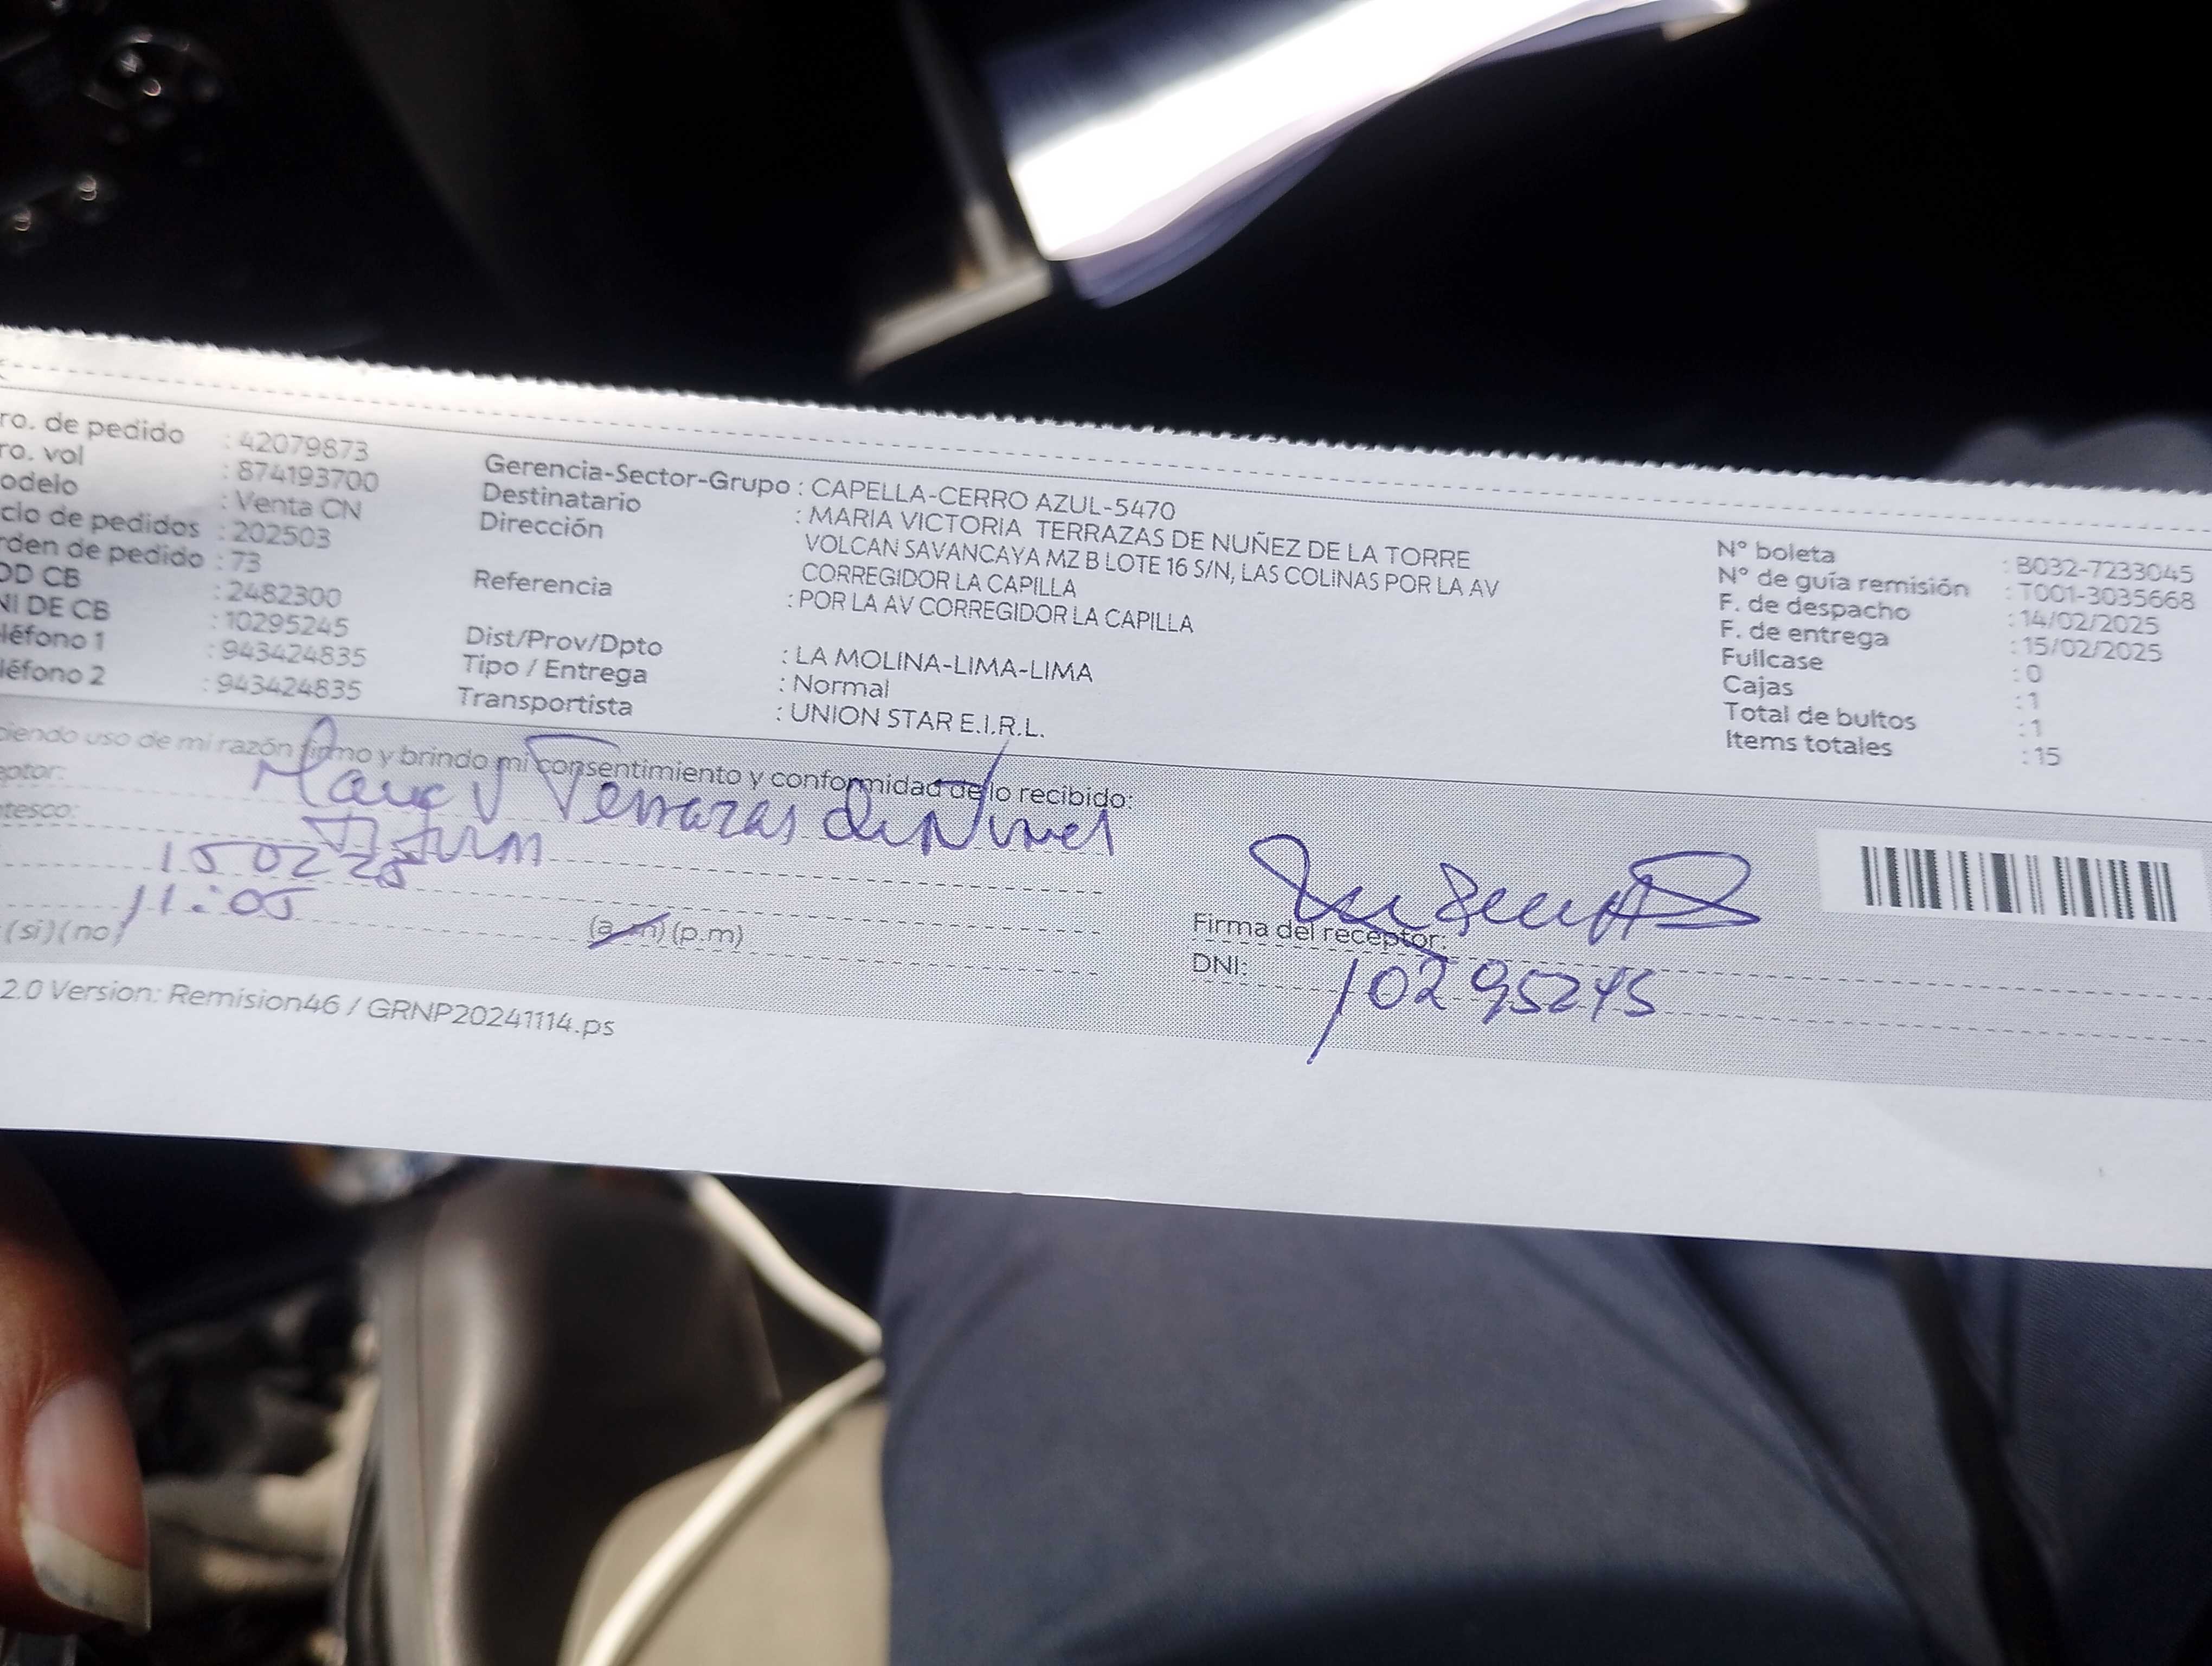 ro. de pedido : 42079873
ro. vol : 874193700
odelo : Venta CN
clo de pedidos : 202503
rden de pedido : 73
OD CB : 2482300
NI DE CB : 10295245
léfono 1 : 943424835
léfono 2 : 943424835
Gerencia-Sector-Grupo : CAPELLA-CERRO AZUL-5470
Destinatario : MARIA VICTORIA TERRAZAS DE NUÑEZ DE LA TORRE
Dirección VOLCAN SAVANCAYA MZ B LOTE 16 S/N, LAS COLINAS POR LA AV
CORREGIDOR LA CAPILLA
Referencia : POR LA AV CORREGIDOR LA CAPILLA
Dist/Prov/Dpto : LA MOLINA-LIMA-LIMA
Tipo / Entrega : Normal
Transportista : UNION STAR E.I.R.L.
N° boleta : B032-7233045
N° de guía remisión : T001-3035668
F. de despacho : 14/02/2025
F. de entrega : 15/02/2025
Fullcase : 0
Cajas : 1
Total de bultos : 1
Items totales : 15
ciendo uso de mi razón firmo y brindo mi consentimiento y conformidad de lo recibido:
eptor: Maria V Terrazas de Nuñez
ntesco:
15 02 25
11:05
(si) (no) (a.m) (p.m)
Firma del receptor:
DNI: 10295245
2.0 Version: Remision46 / GRNP20241114.ps